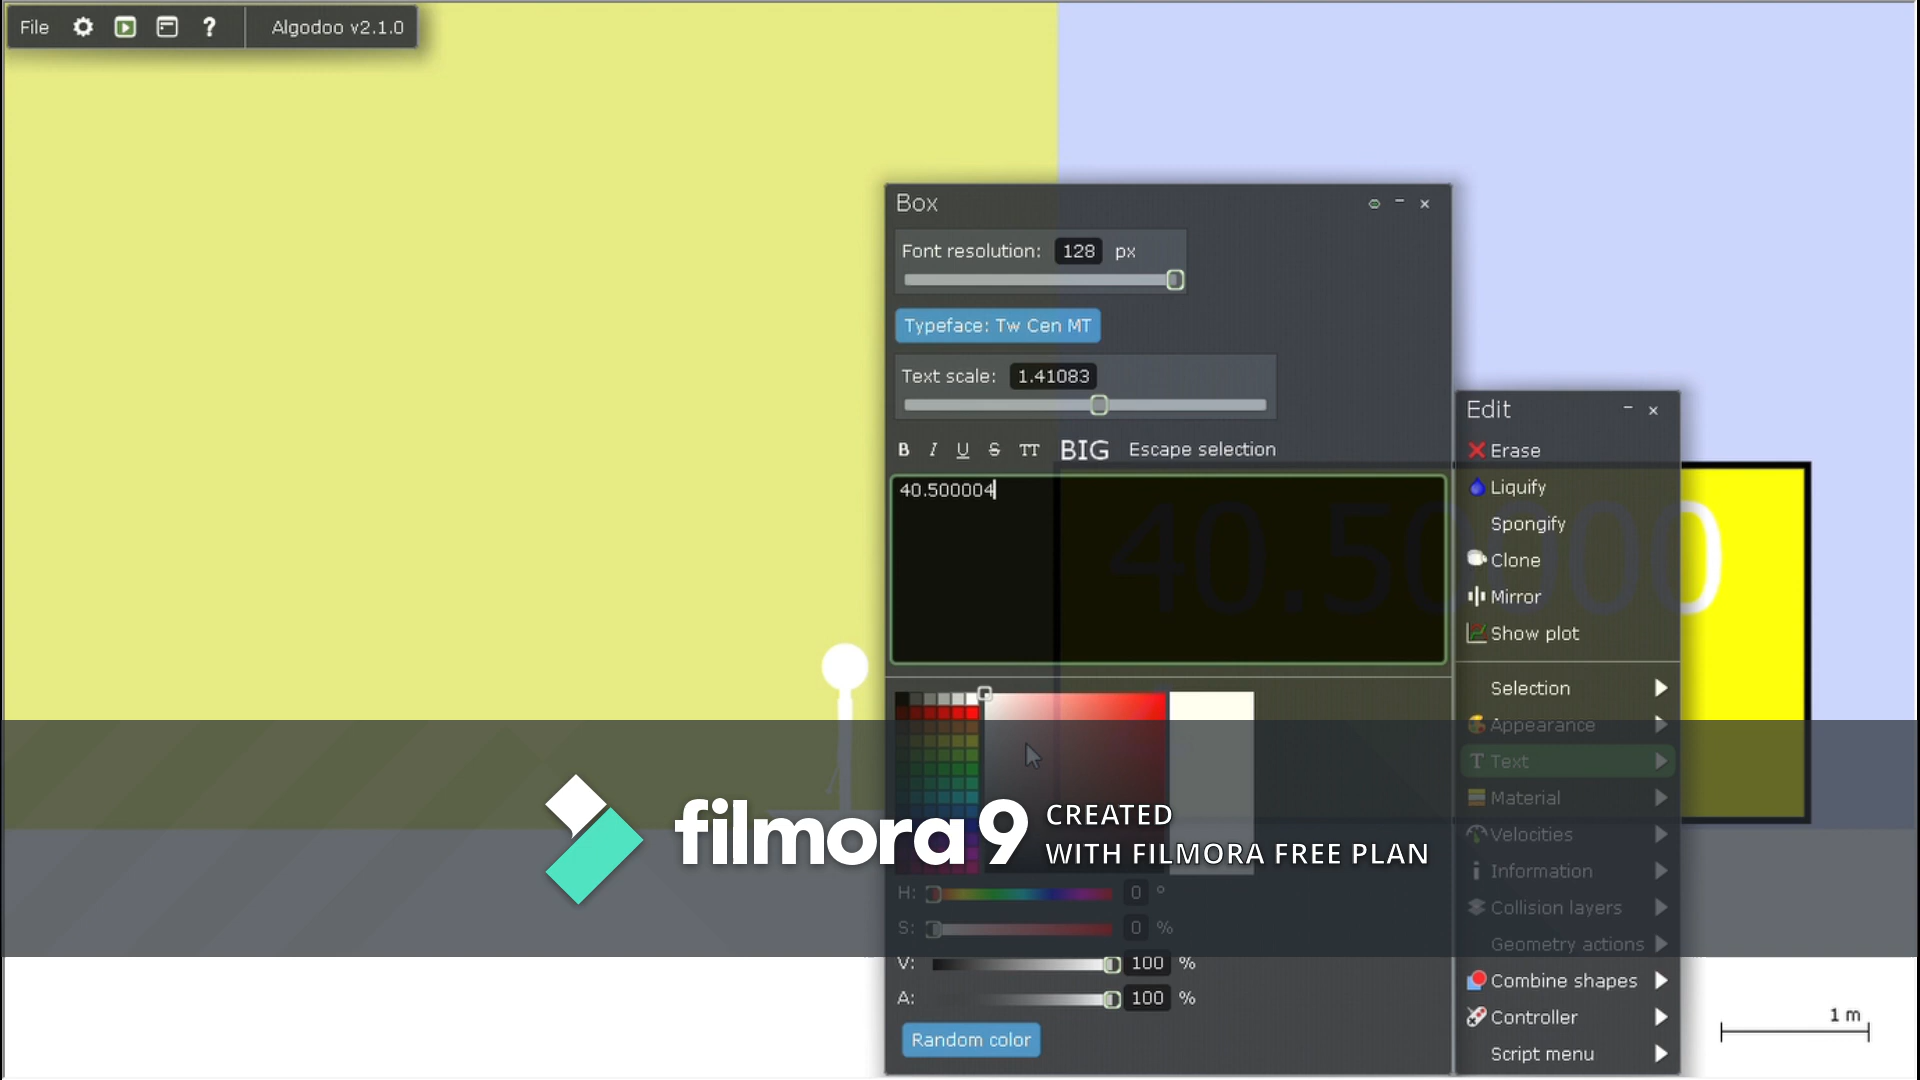 File
Algodoo v2.1.0
Box
Font resolution: 128 px
Typeface: Tw Cen MT
Text scale: 1.41083
B I U S TT BIG Escape selection
40.500004
40.50000
Edit
Erase
Liquify
Spongify
Clone
Mirror
Show plot
Selection
Appearance
Text
Material
Velocities
Information
Collision layers
Geometry actions
Combine shapes
Controller
Script menu
filmora9 CREATED
WITH FILMORA FREE PLAN
H: 0 °
S: 0 %
V: 100 %
A: 100 %
Random color
1 m